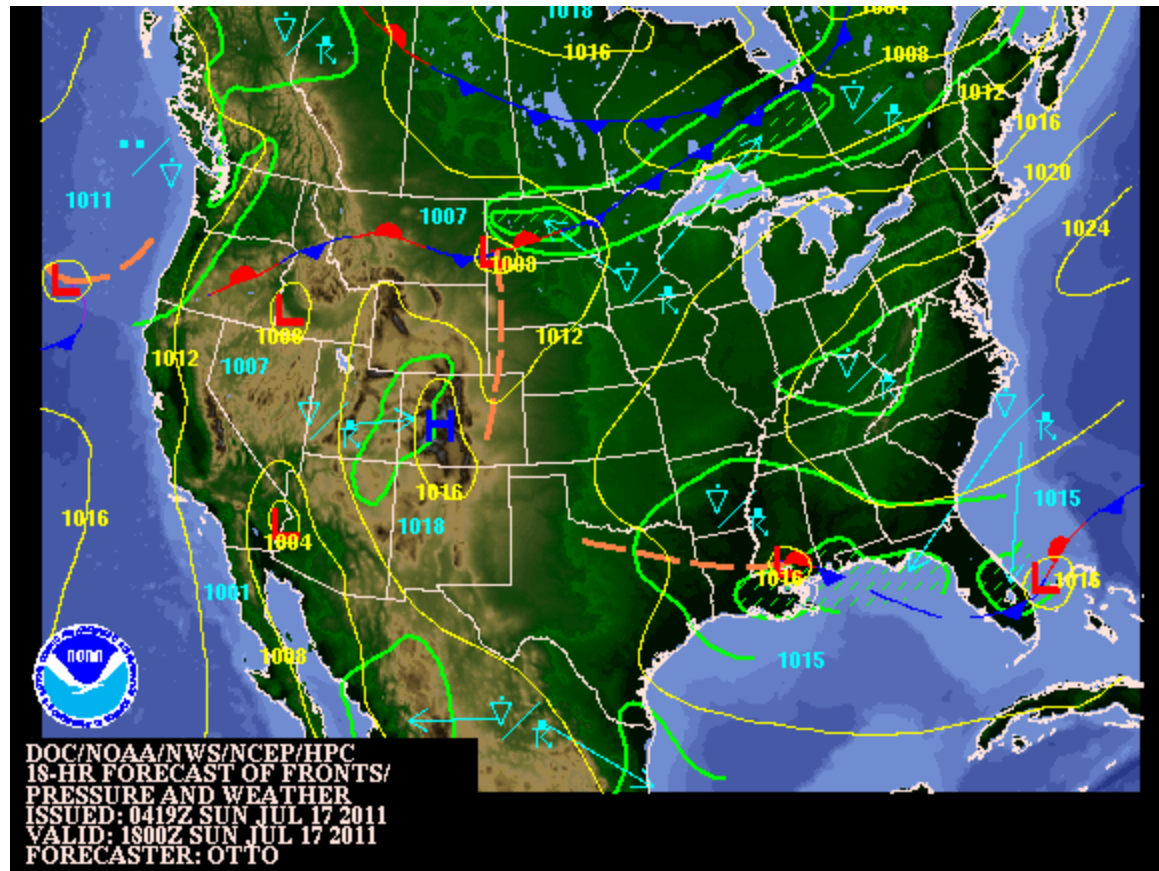 1018
1004
1016
1008
1012
1016
1020
1011
1007
1024
1008
1008
1012
1012
1007
1016
1016
1018
1015
1004
1016
1016
1001
1008
1015
noaa
DOC/NOAA/NWS/NCEP/HPC
18-HR FORECAST OF FRONTS/
PRESSURE AND WEATHER
ISSUED: 0419Z SUN JUL 17 2011
VALID: 1800Z SUN JUL 17 2011
FORECASTER: OTTO
L
L
L
H
L
L
L